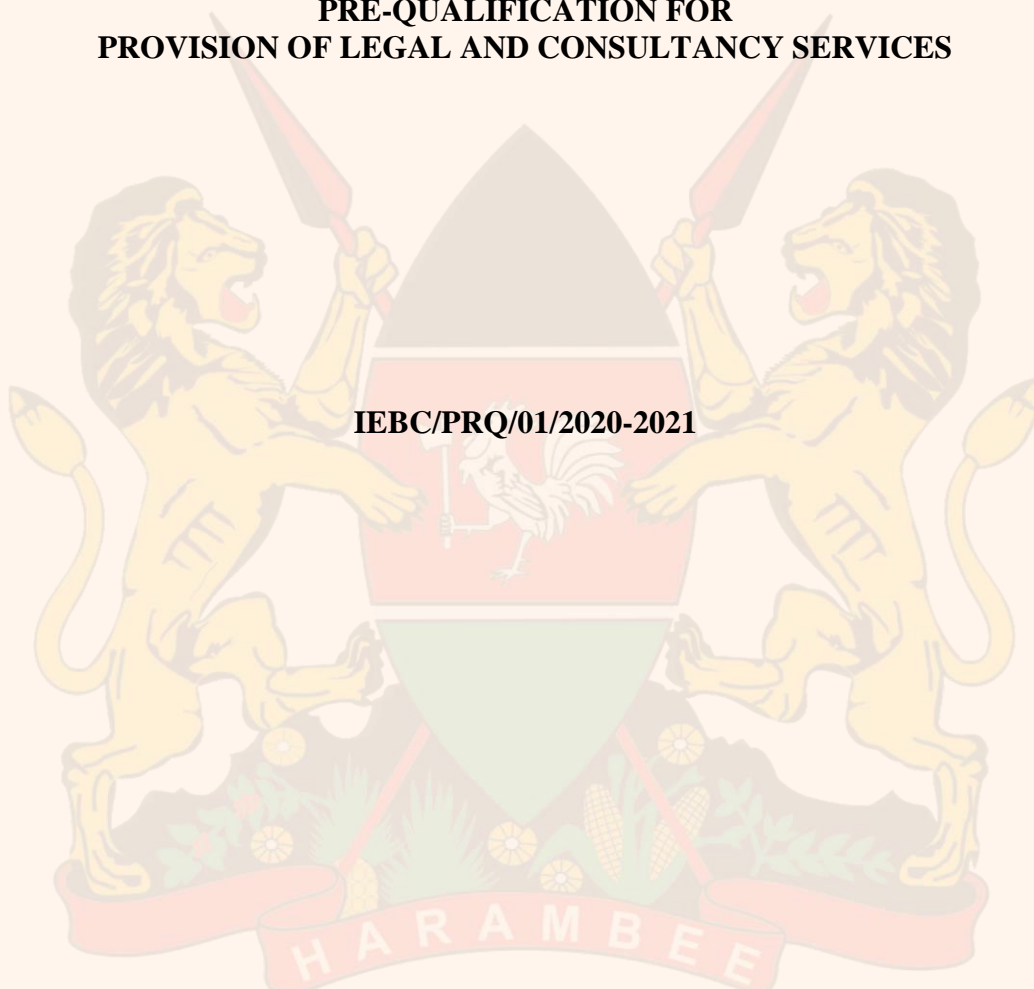 PRE-QUALIFICATION FOR
PROVISION OF LEGAL AND CONSULTANCY SERVICES
IEBC/PRQ/01/2020-2021
HARAMBEE